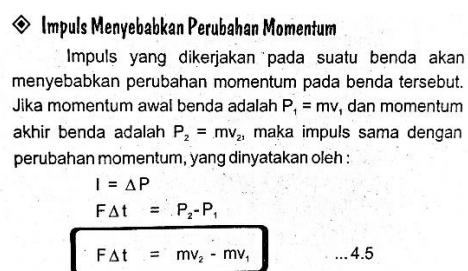 ◈ Impuls Menyebabkan Perubahan Momentum
Impuls yang dikerjakan pada suatu benda akan
menyebabkan perubahan momentum pada benda tersebut.
Jika momentum awal benda adalah P₁ = mv, dan momentum
akhir benda adalah P₂ = mv₂, maka impuls sama dengan
perubahan momentum, yang dinyatakan oleh :
I = ΔP
FΔt = P₂-P₁
FΔt = mv₂ - mv₁ ...4.5